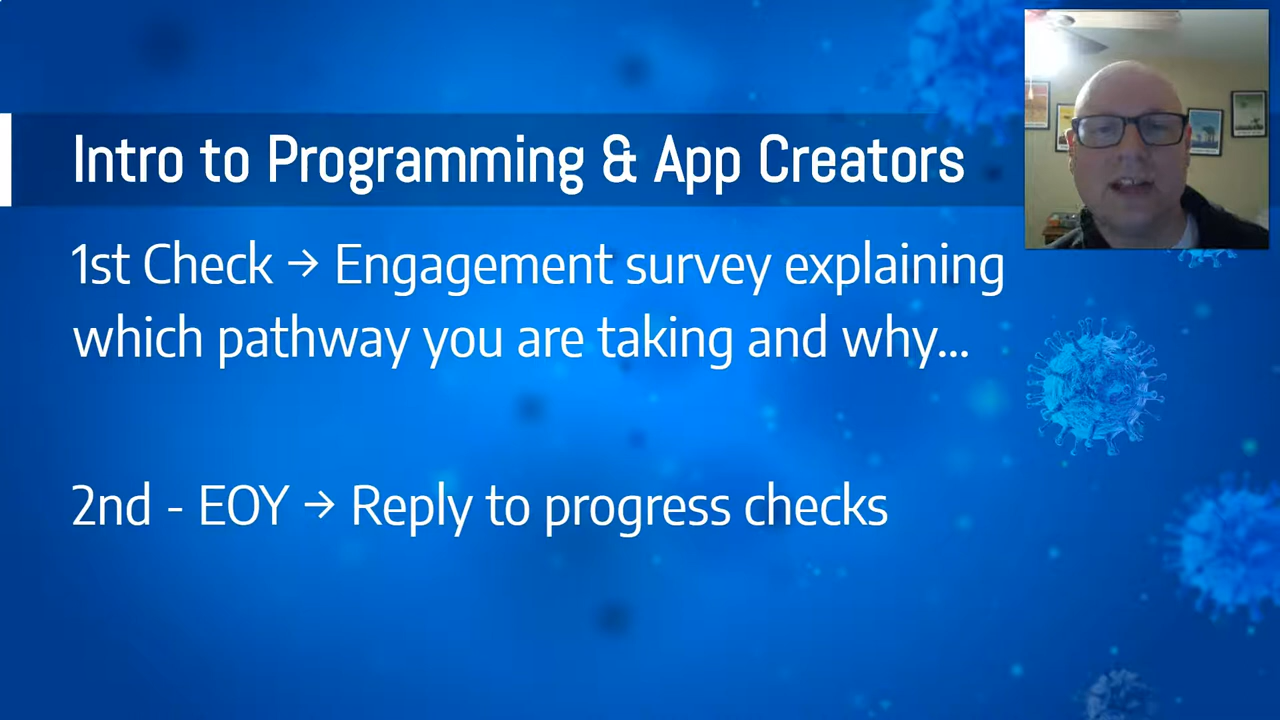 Intro to Programming & App Creators
1st Check → Engagement survey explaining
which pathway you are taking and why...
2nd - EOY → Reply to progress checks